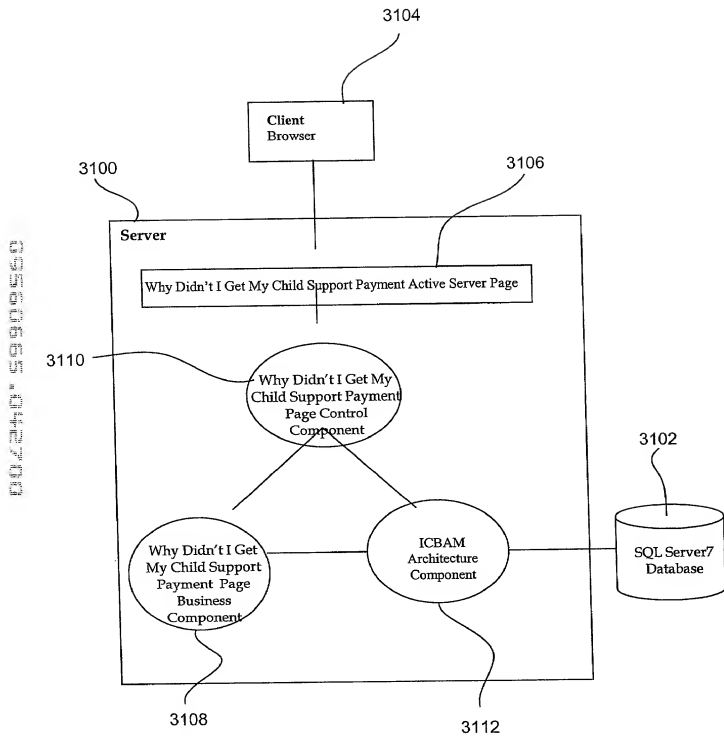 3104
Client
Browser
3100
3106
Server
Why Didn't I Get My Child Support Payment Active Server Page
3110
Why Didn't I Get My
Child Support Payment
Page Control
Component
3102
SQL Server7
Database
ICBAM
Architecture
Component
Why Didn't I Get
My Child Support
Payment Page
Business
Component
3108
3112